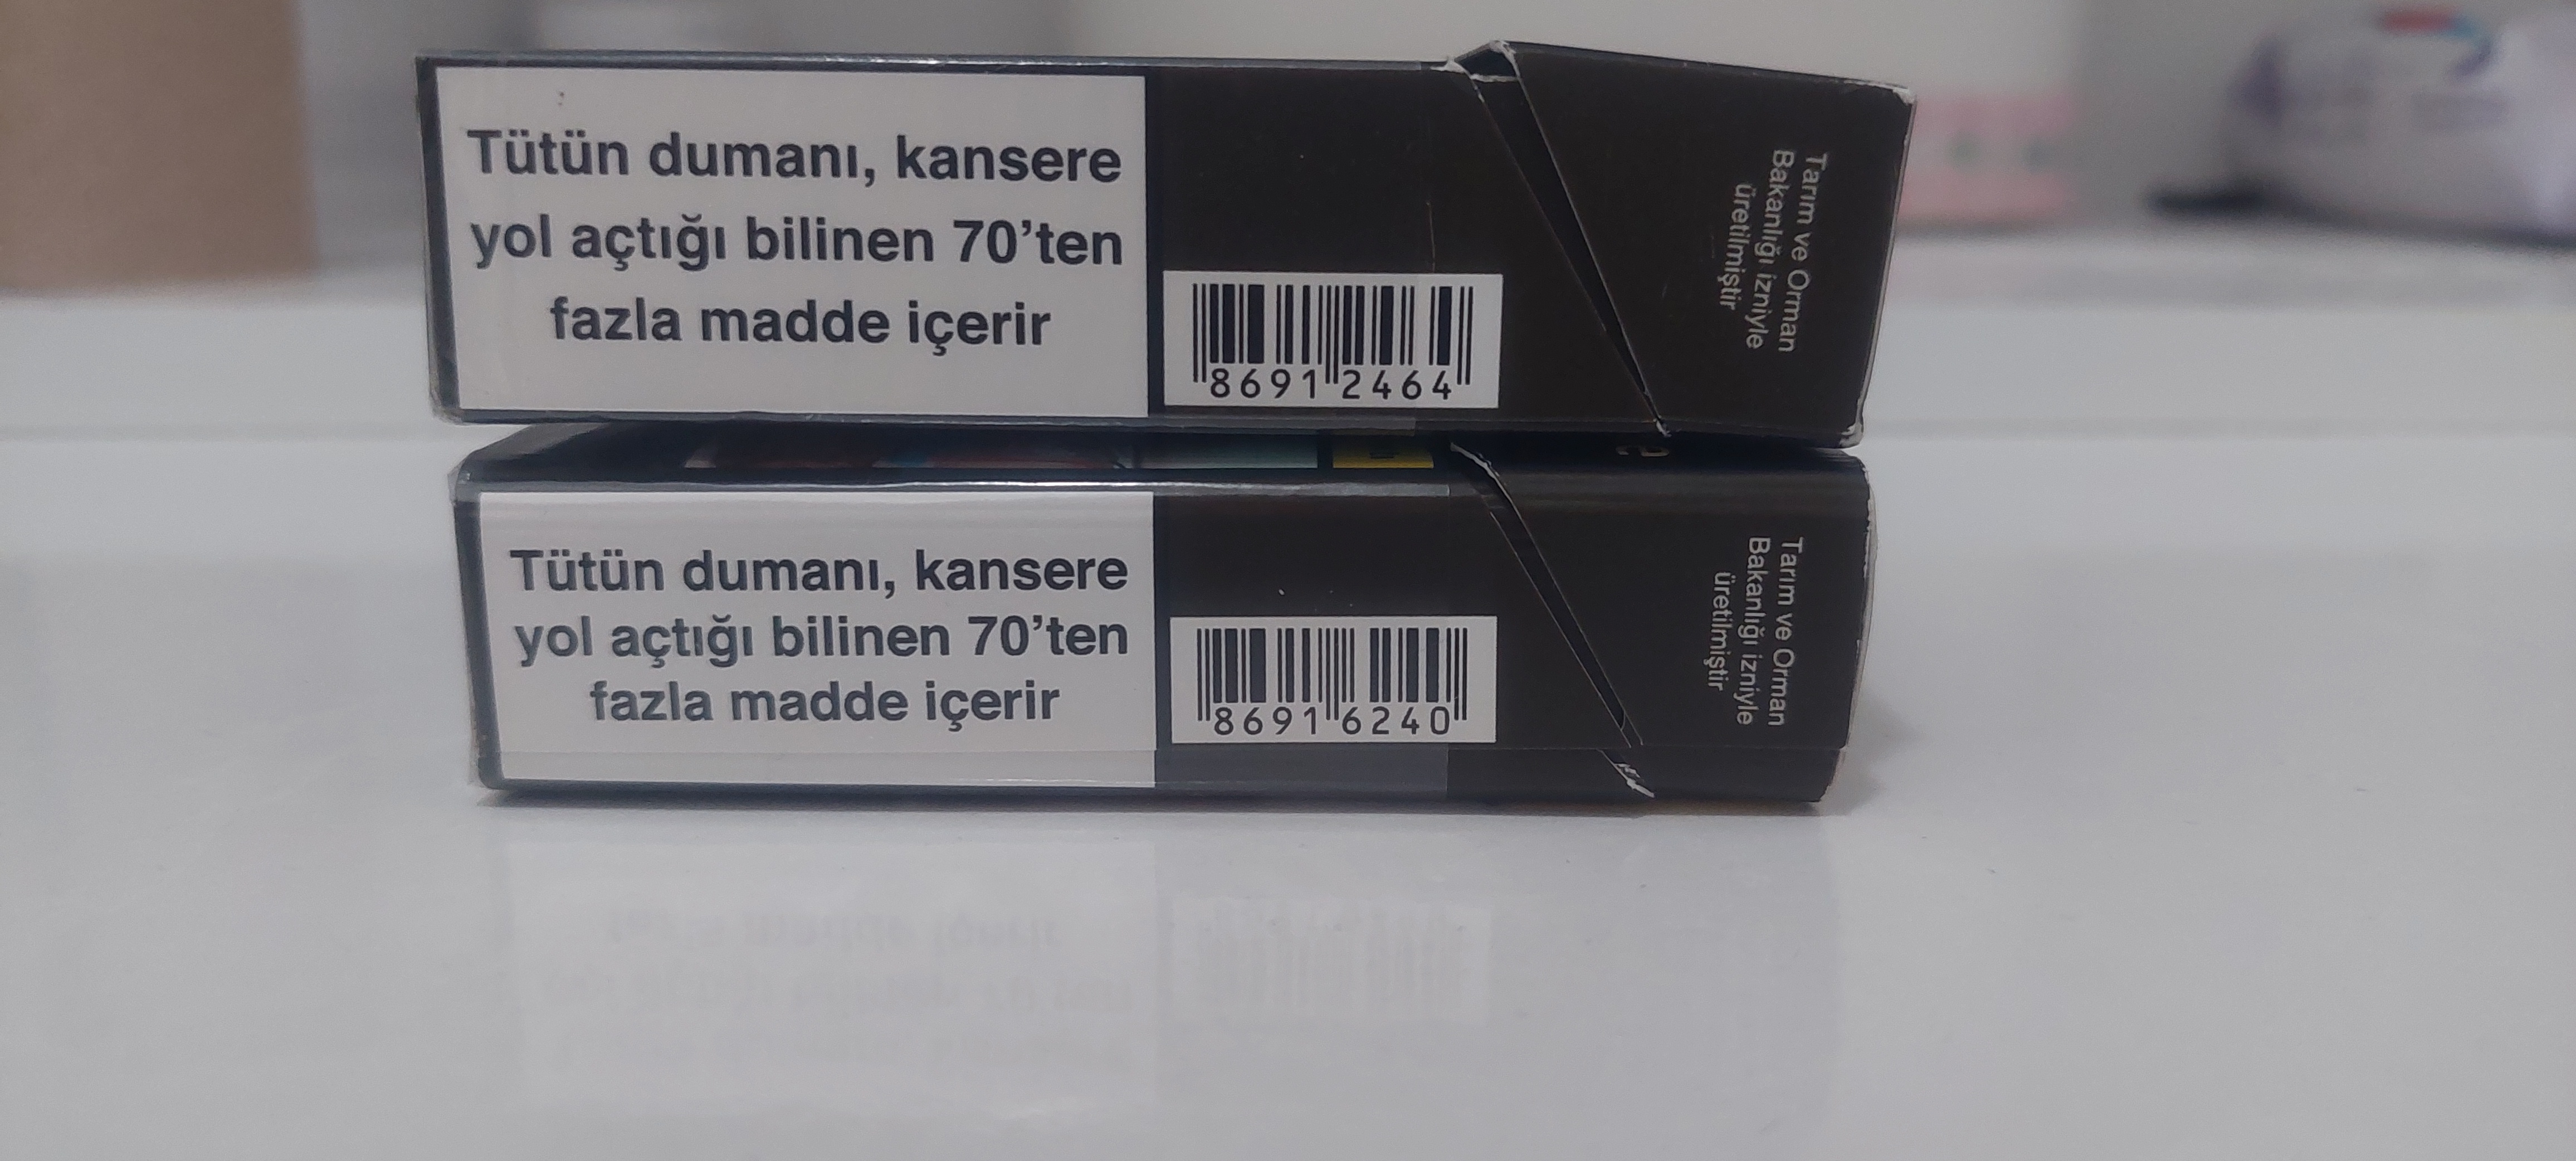 Tütün dumanı, kansere
yol açtığı bilinen 70'ten
fazla madde içerir
8691 2464
Tarım ve Orman
Bakanlığı izniyle
üretilmiştir
Tütün dumanı, kansere
yol açtığı bilinen 70'ten
fazla madde içerir
8691 6240
Tarım ve Orman
Bakanlığı izniyle
üretilmiştir